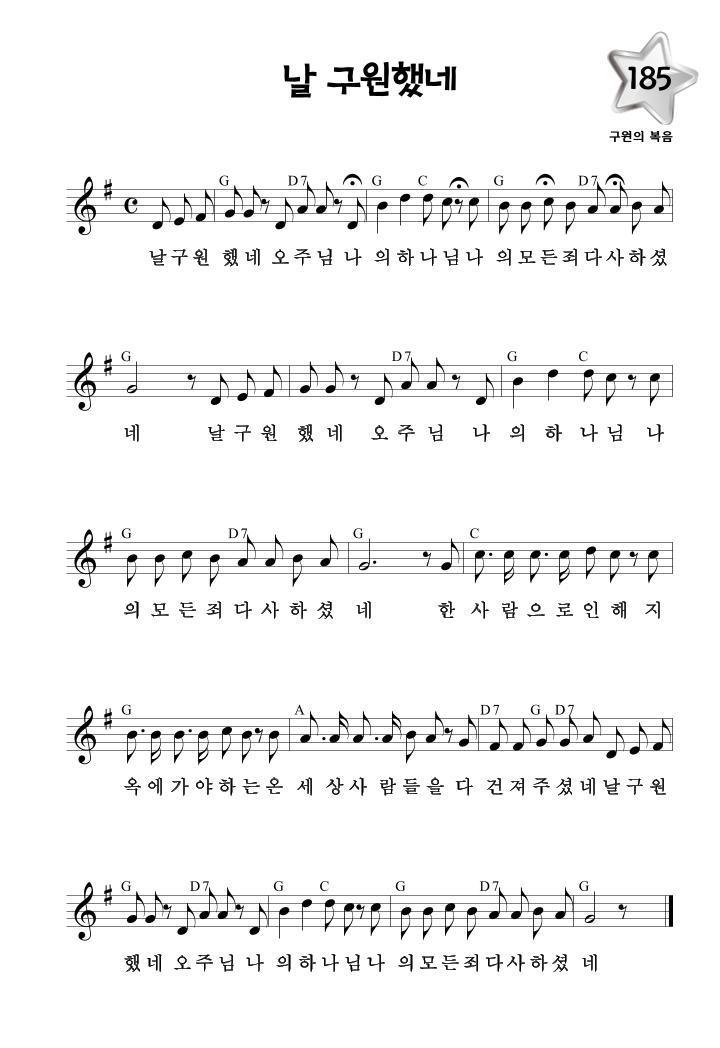 날 구원했네
185
구원의 복음
G D7 G C G D7
날구원 했네 오주님 나 의하나님나 의모든죄다사하셨
G D7 G C
네 날구원 했네 오주님 나 의하 나님 나
G D7 G C
의모든죄다사하셨 네 한사람으로인해지
G A D7 G D7
옥에가야하는온 세상사람들을다 건져주셨네날구원
G D7 G C G D7 G
했네 오주님 나 의하나님나 의모든죄다사하셨 네